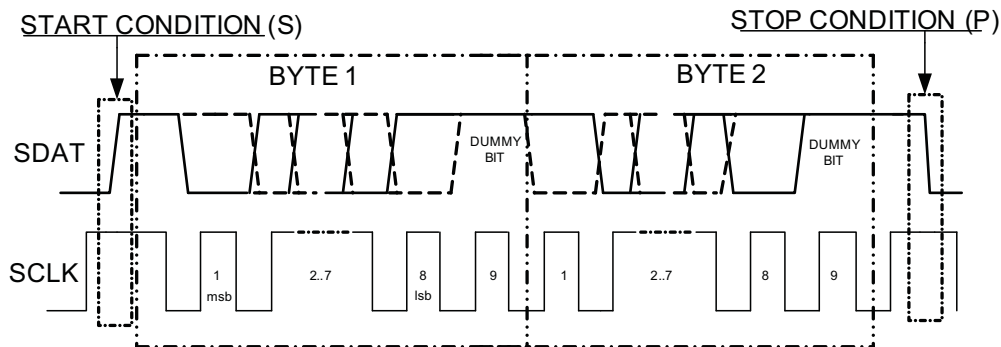 START CONDITION (S)
STOP CONDITION (P)
BYTE 1
BYTE 2
SDAT
DUMMY
BIT
DUMMY
BIT
SCLK
1
msb
2..7
8
lsb
9
1
2..7
8
9